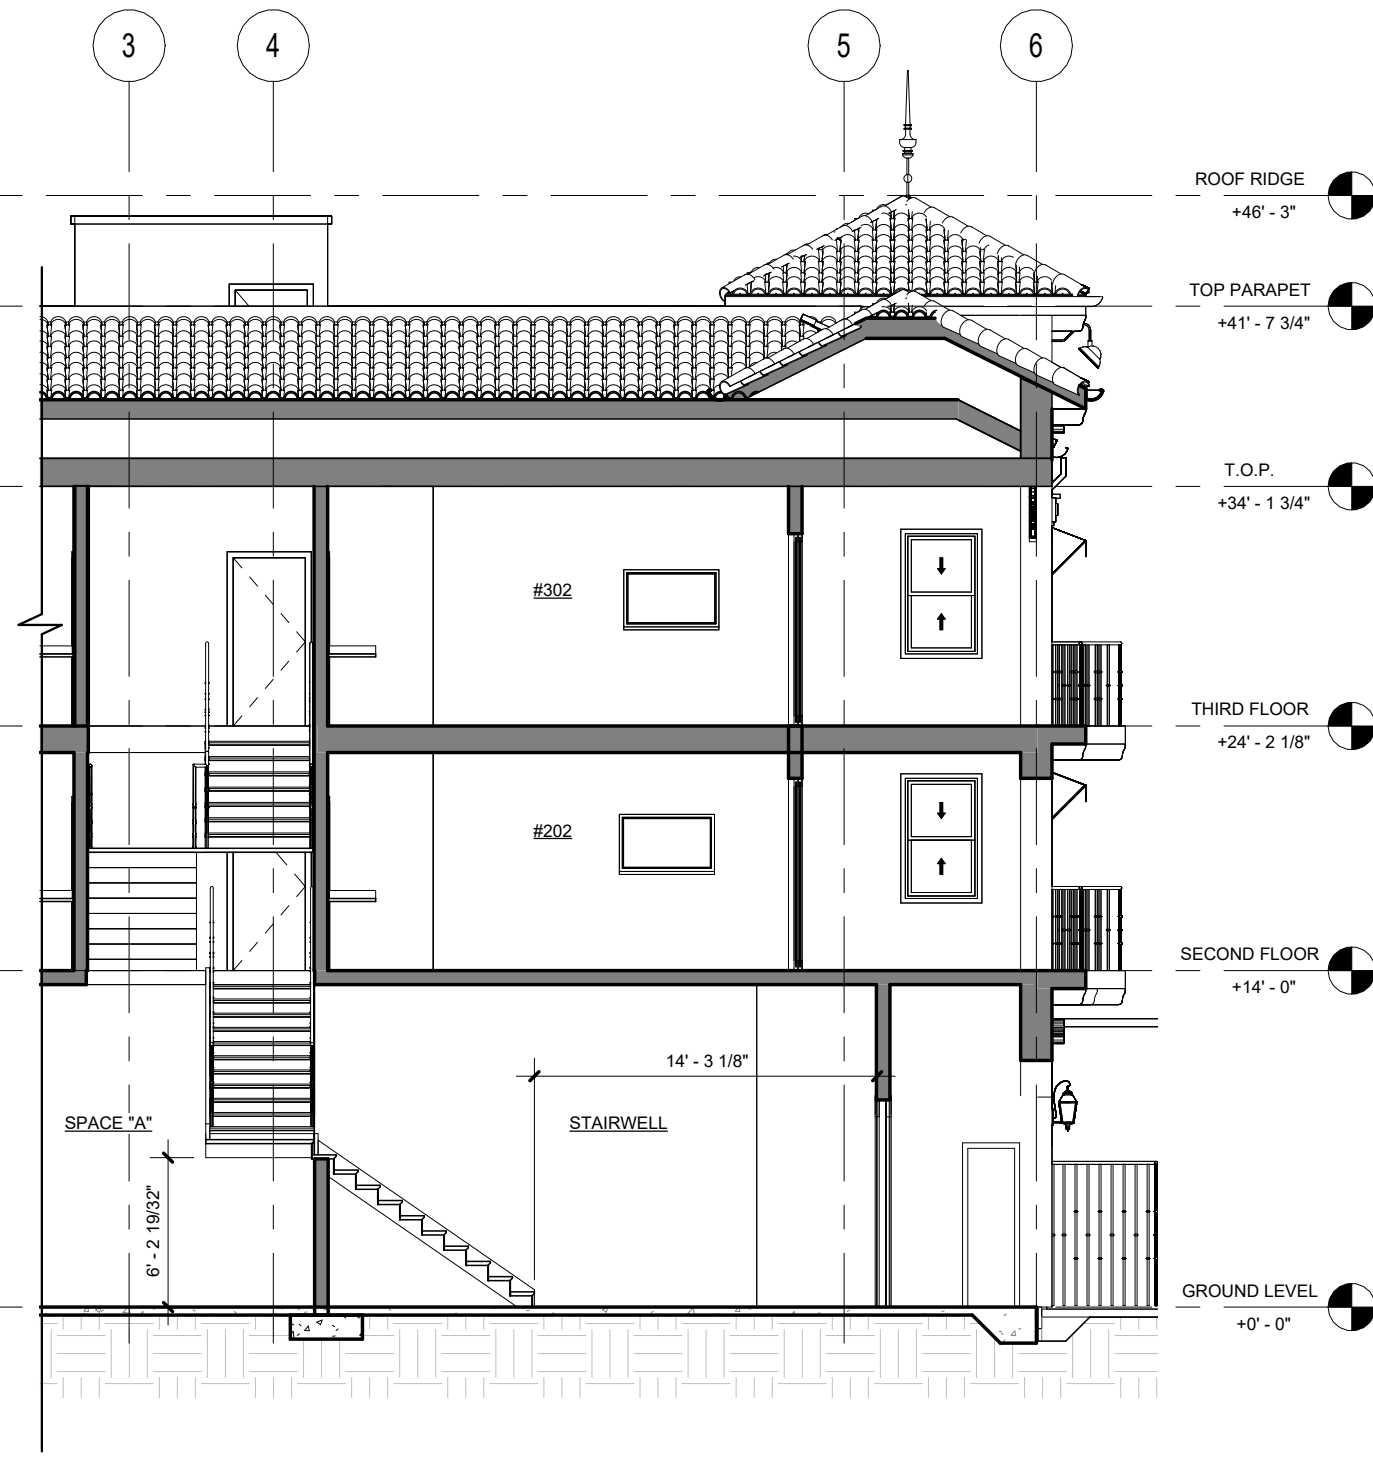 3
4
5
6
ROOF RIDGE
+46' - 3"
TOP PARAPET
+41' - 7 3/4"
T.O.P.
+34' - 1 3/4"
#302
THIRD FLOOR
+24' - 2 1/8"
#202
SECOND FLOOR
+14' - 0"
14' - 3 1/8"
SPACE "A"
STAIRWELL
6' - 2 19/32"
GROUND LEVEL
+0' - 0"